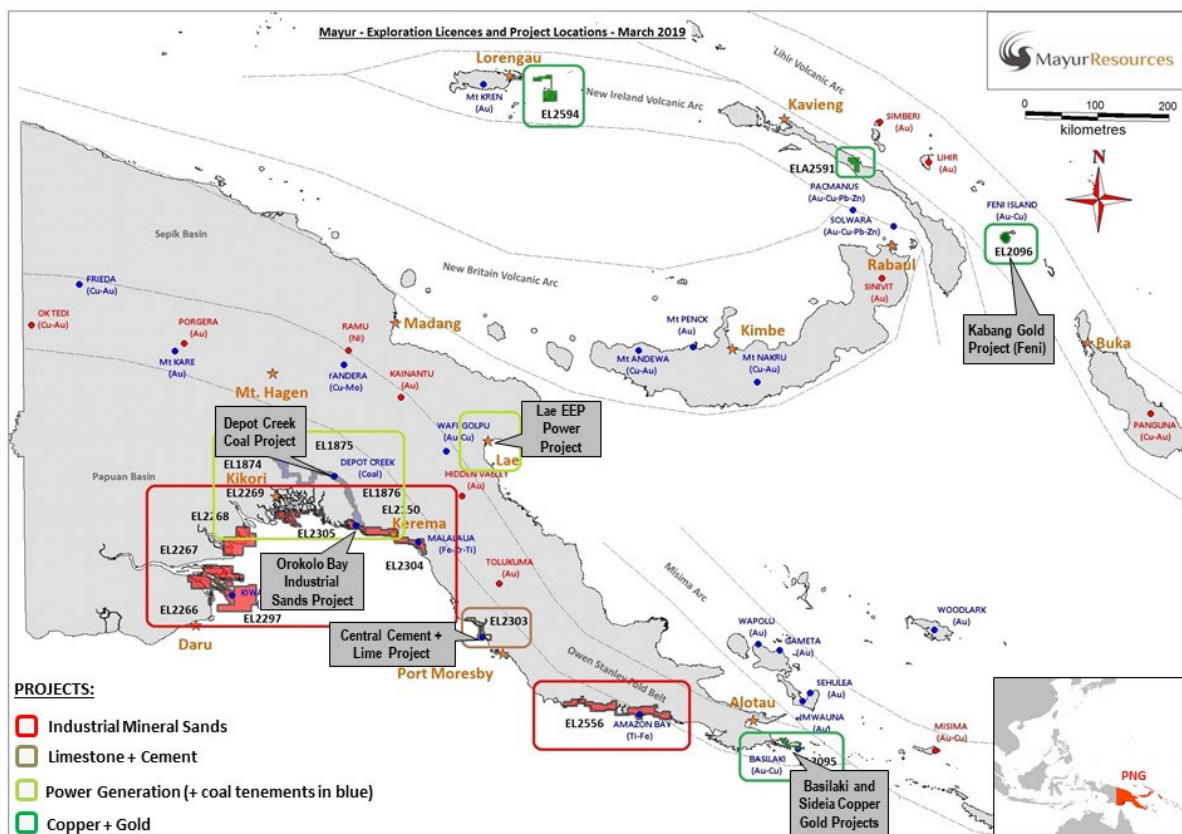 Mayur - Exploration Licences and Project Locations - March 2019
MayurResources
0 100 200
kilometres
N
Lorengau
Mt KREN
(Au)
EL2594
New Ireland Volcanic Arc
Lihir Volcanic Arc
Kavieng
SIMBERI
(Au)
LIHIR
(Au)
ELA2591
PACMANUS
(Au-Cu-Pb-Zn)
SOLWARA
(Au-Cu-Pb-Zn)
FENI ISLAND
(Au-Cu)
EL2096
Kabang Gold
Project (Feni)
Rabaul
SINIVIT
(Au)
Sepik Basin
New Britain Volcanic Arc
FRIEDA
(Cu-Au)
OK TEDI
(Cu-Au)
PORGERA
(Au)
Mt KARE
(Au)
RAMU
(Ni)
YANDERA
(Cu-Mo)
Madang
Mt. Hagen
KAINANTU
(Au)
Mt PENCK
(Au)
Kimbe
Mt ANDEWA
(Cu-Au)
Mt NAKRU
(Cu-Au)
Buka
PANGUNA
(Cu-Au)
Depot Creek
Coal Project
Lae EEP
Power
Project
WAFI GOLPU
(Au-Cu)
Lae
HIDDEN VALLEY
(Au)
EL1875
EL1874
DEPOT CREEK
(Coal)
Papuan Basin
Kikori
EL2269
EL1876
EL2150
EL2268
EL2305
Kerema
MALALAUA
(Fe-Zr-Ti)
EL2267
EL2304
Orokolo Bay
Industrial
Sands Project
TOLUKUMA
(Au)
EL2266
KIWA
EL2297
Daru
EL2303
Central Cement +
Lime Project
Port Moresby
Misima Arc
Owen Stanley Fold Belt
WOODLARK
(Au)
WAPOLU
(Au)
GAMETA
(Au)
SEHULEA
(Au)
IMWAUNA
(Au)
EL2556
AMAZON BAY
(Ti-Fe)
Alotau
MISIMA
(Au-Cu)
BASILAKI
(Au-Cu)
2095
Basilaki and
Sideia Copper
Gold Projects
PNG
PROJECTS:
Industrial Mineral Sands
Limestone + Cement
Power Generation (+ coal tenements in blue)
Copper + Gold